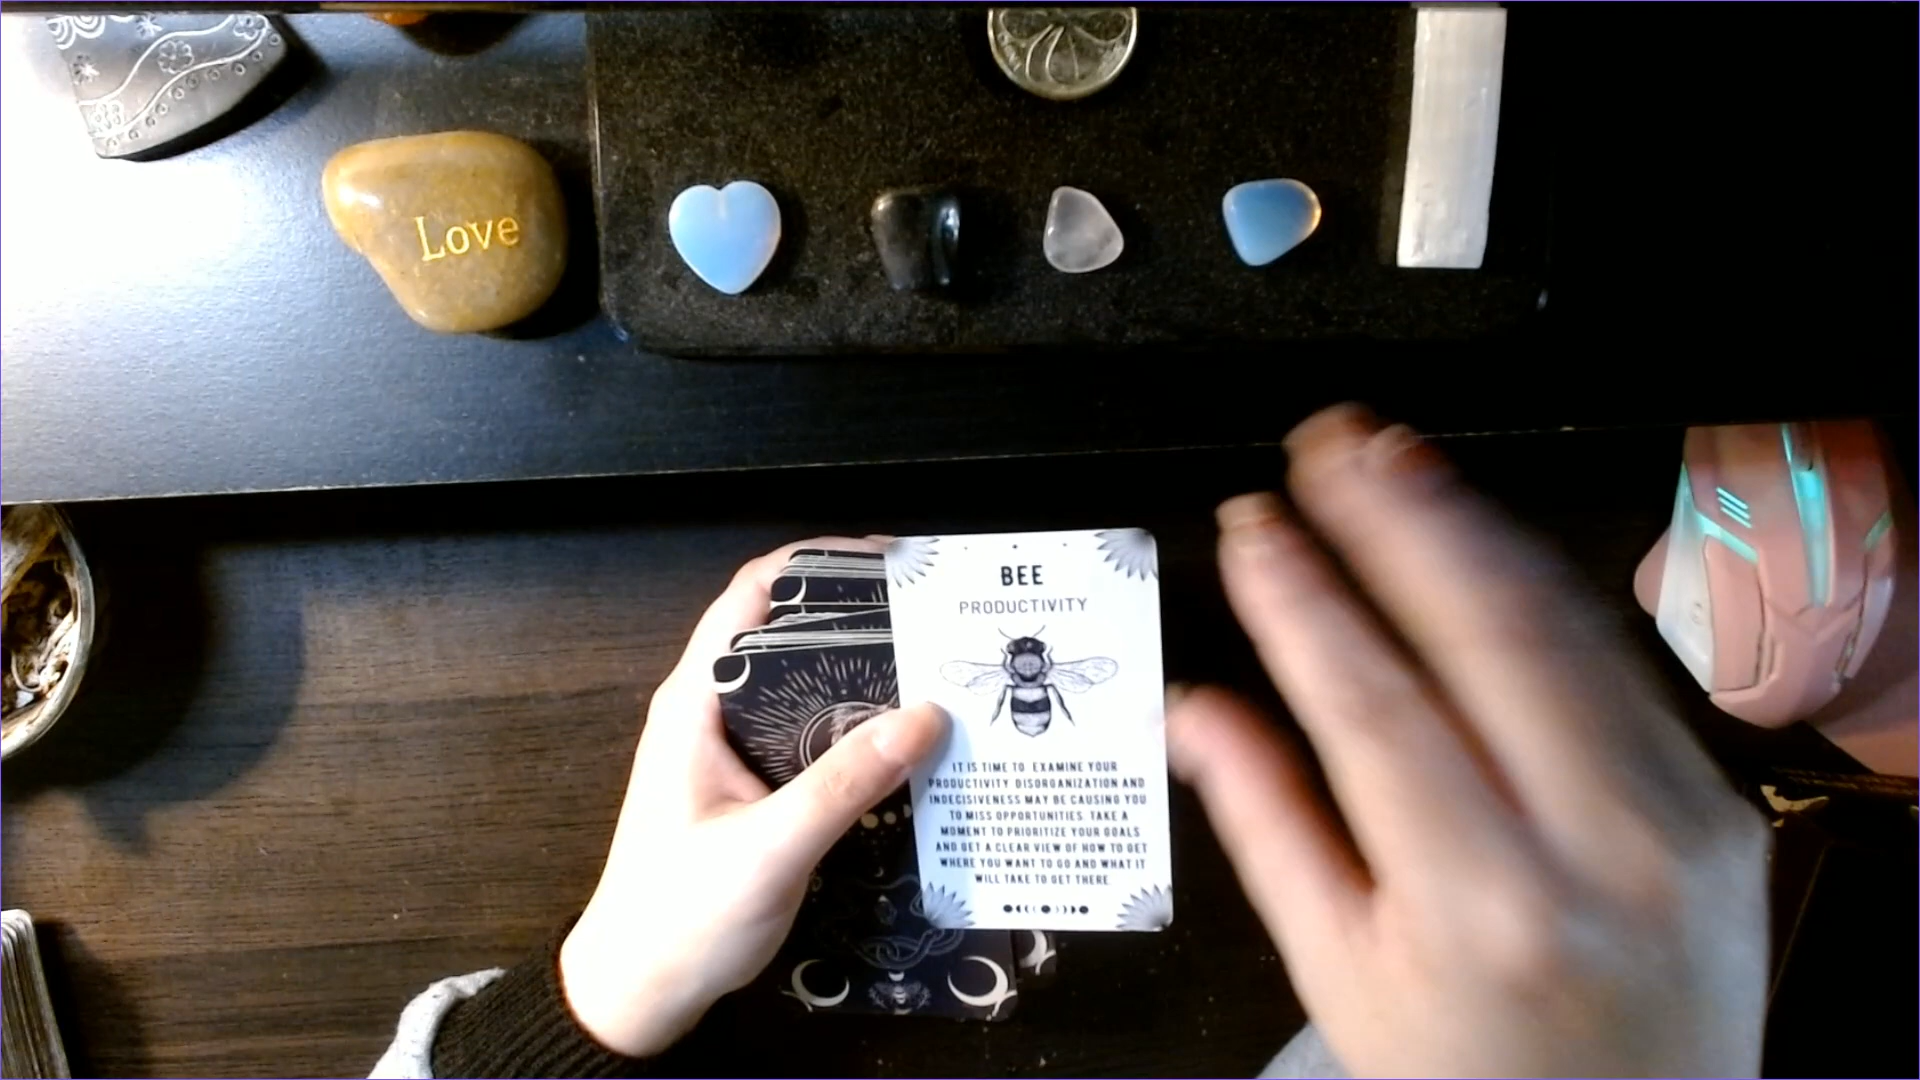 Love
BEE
PRODUCTIVITY
IT IS TIME TO EXAMINE YOUR
PRODUCTIVITY. DISORGANIZATION AND
INDECISIVENESS MAY BE CAUSING YOU
TO MISS OPPORTUNITIES. TAKE A
MOMENT TO PRIORITIZE YOUR GOALS
AND GET A CLEAR VIEW OF HOW TO GET
WHERE YOU WANT TO GO AND WHAT IT
WILL TAKE TO GET THERE.